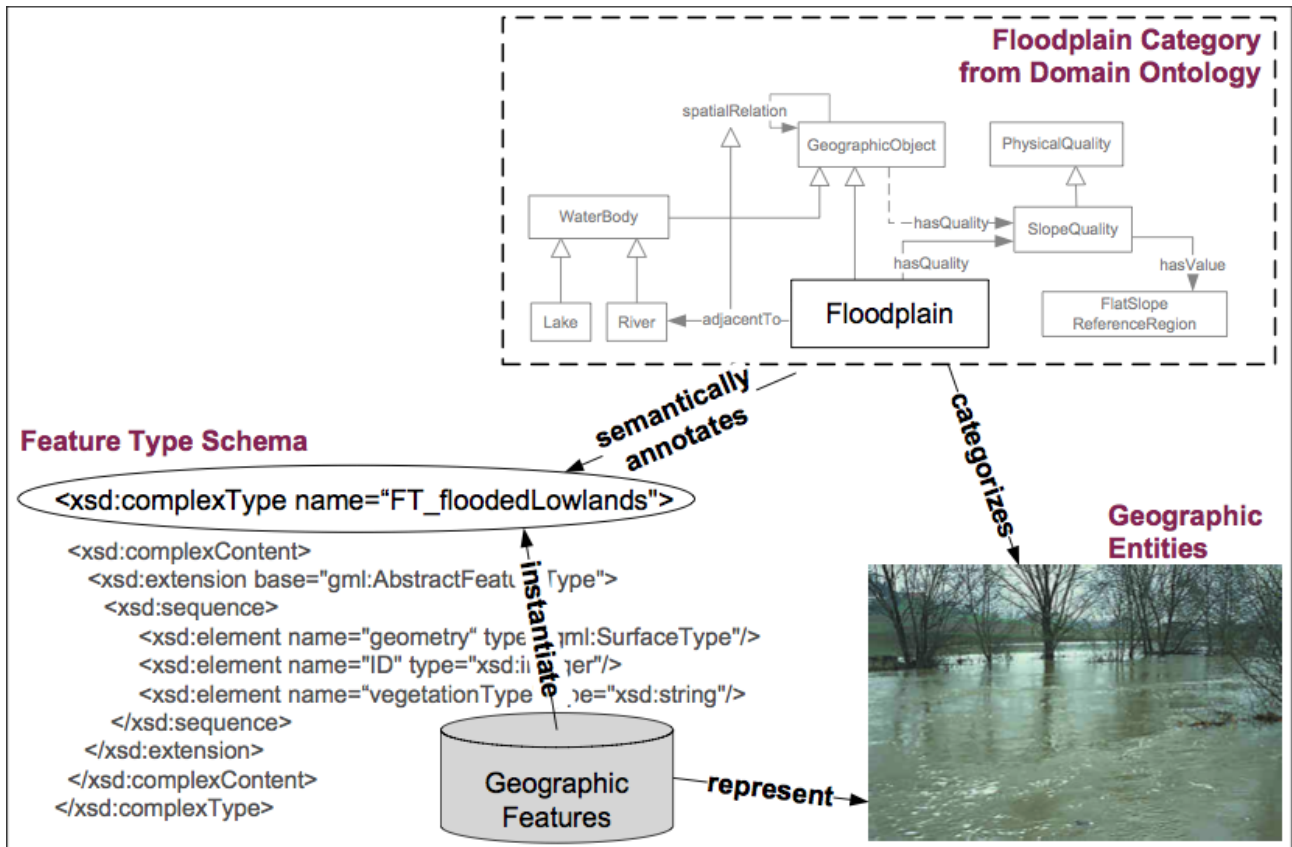 Floodplain Category
from Domain Ontology
spatialRelation
GeographicObject
PhysicalQuality
WaterBody
hasQuality
SlopeQuality
hasQuality
hasValue
Lake
River
adjacentTo
Floodplain
FlatSlope
ReferenceRegion
semantically
annotates
categorizes
Feature Type Schema
<xsd:complexType name=“FT_floodedLowlands">
<xsd:complexContent>
<xsd:extension base="gml:AbstractFeatu Type">
<xsd:sequence>
<xsd:element name="geometry“ type gml:SurfaceType"/>
<xsd:element name="ID" type="xsd:i ger"/>
<xsd:element name=“vegetationType pe="xsd:string"/>
</xsd:sequence>
</xsd:extension>
</xsd:complexContent>
</xsd:complexType>
instantiate
Geographic
Features
represent
Geographic
Entities